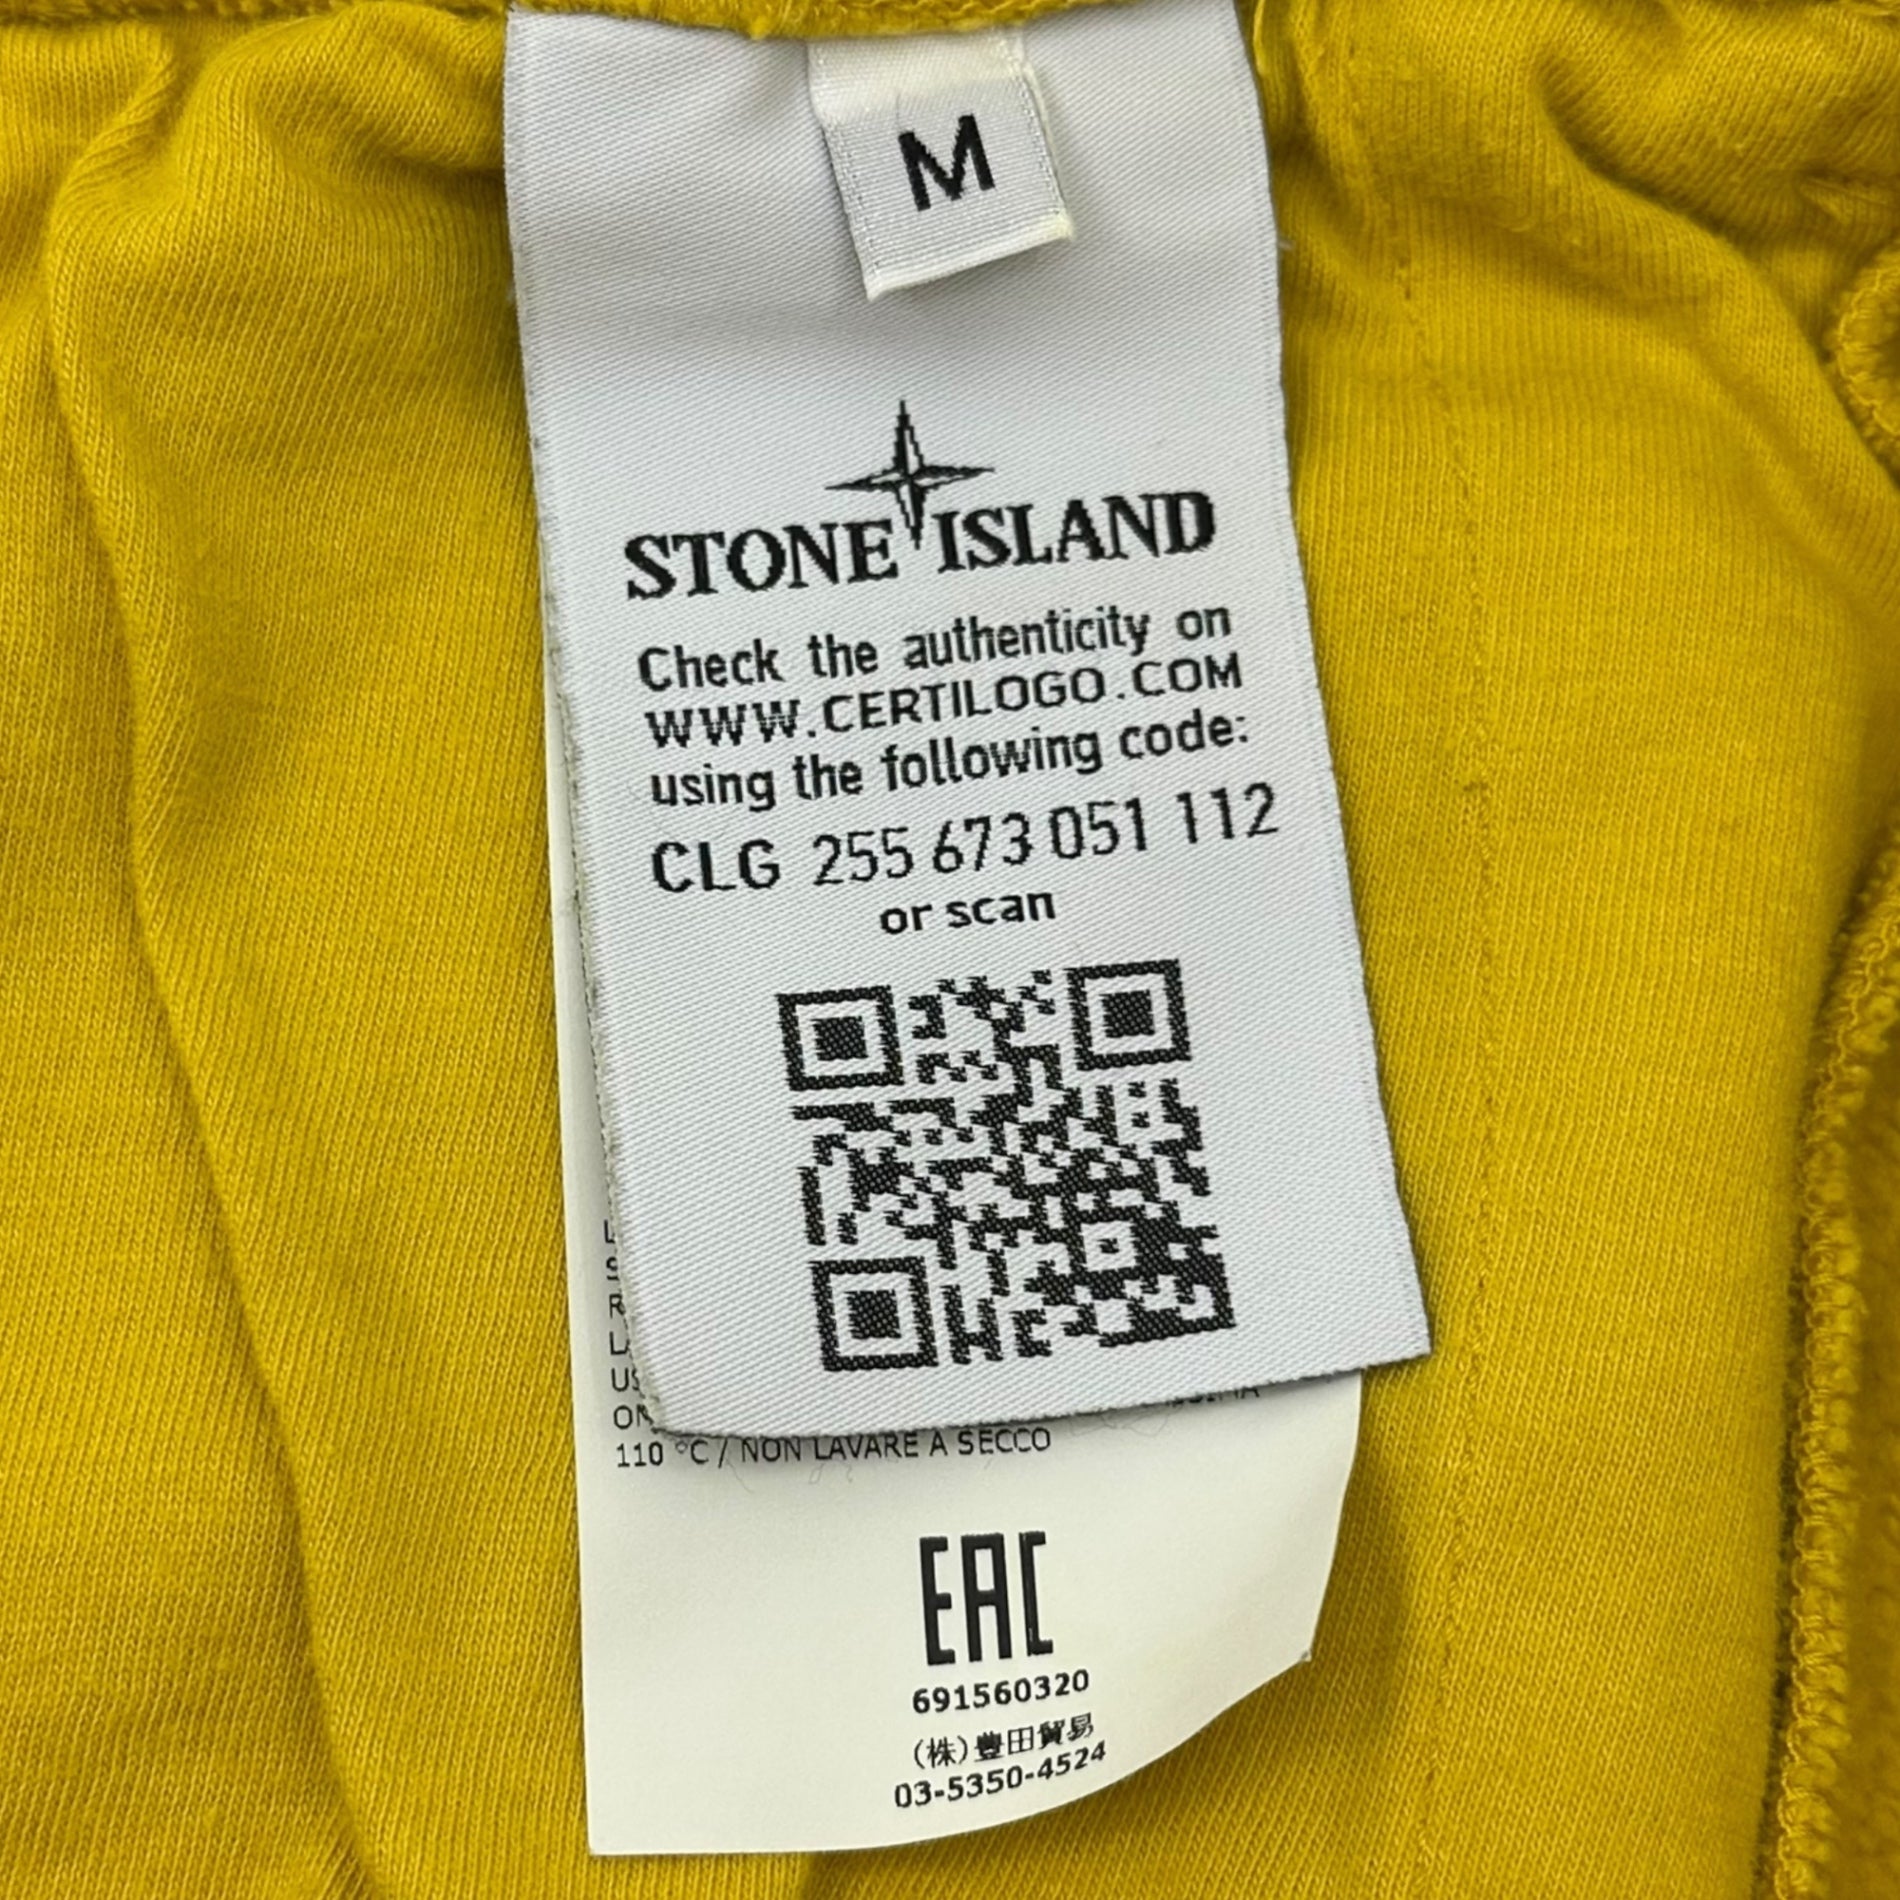 M
STONE ISLAND
Check the authenticity on
WWW.CERTILOGO.COM
using the following code:
CLG 255 673 051 112
or scan
110 °C / NON LAVARE A SECCO
EAC
691560320
(株)豊田貿易
03-5350-4524